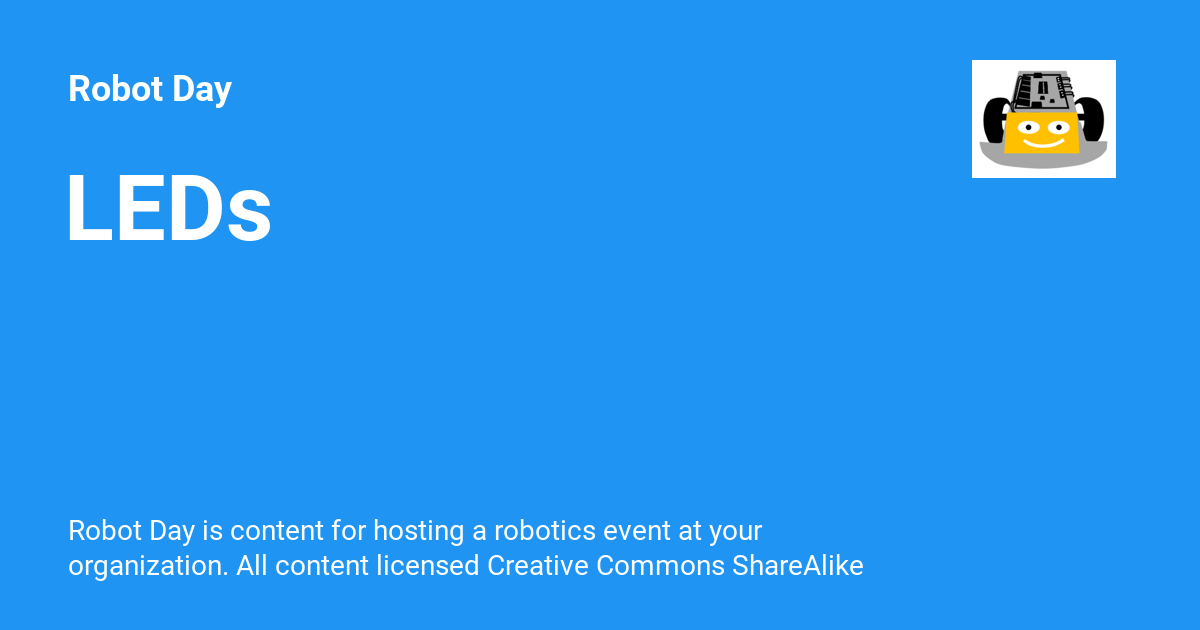 Robot Day
LEDs
Robot Day is content for hosting a robotics event at your
organization. All content licensed Creative Commons ShareAlike